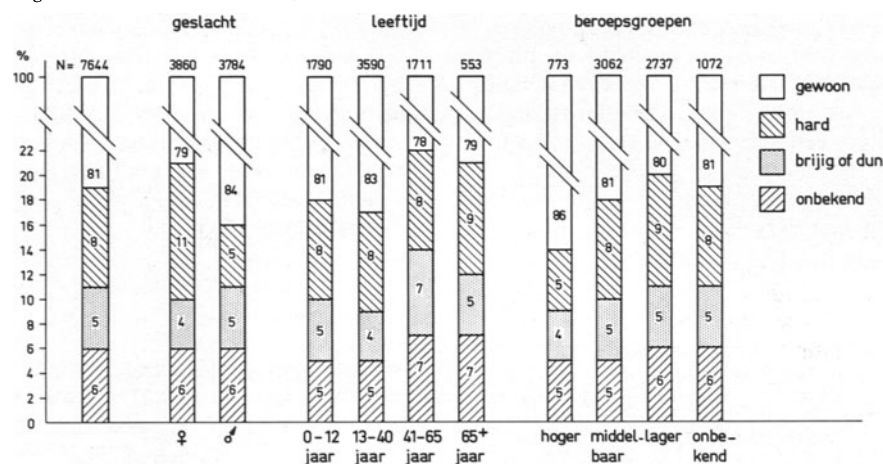 geslacht leeftijd beroepsgroepen
%
N= 7644 3860 3784 1790 3590 1711 553 773 3062 2737 1072
100
22
20
18
16
14
12
10
8
6
4
2
0
81 79 84 81 83 78 79 86 81 80 81
8 11 5 8 8 8 9 5 8 9 8
5 4 5 5 4 7 5 4 5 5 5
6 6 6 5 5 7 7 5 5 6 6
♀ ♂ 0-12 13-40 41-65 65+ hoger middel- lager onbe-
jaar jaar jaar jaar baar kend
gewoon
hard
brijig of dun
onbekend